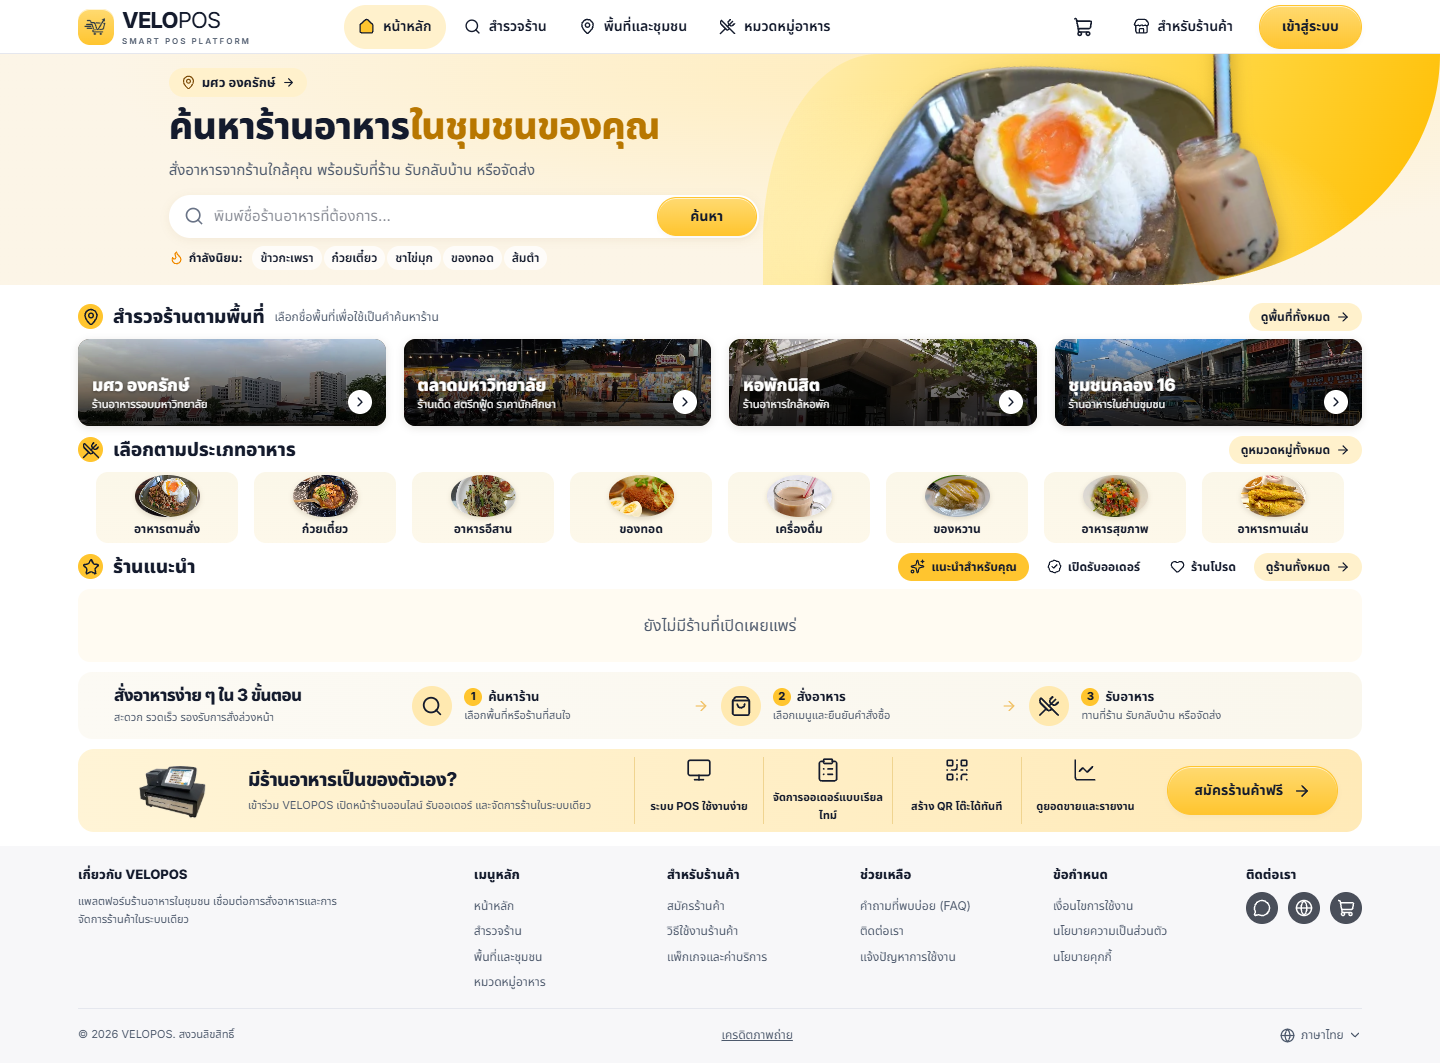 VELOPOS
SMART POS PLATFORM
หน้าหลัก
สำรวจร้าน
พื้นที่และชุมชน
หมวดหมู่อาหาร
สำหรับร้านค้า
เข้าสู่ระบบ
มศว องครักษ์
ค้นหาร้านอาหารในชุมชนของคุณ
สั่งอาหารจากร้านใกล้คุณ พร้อมรับที่ร้าน รับกลับบ้าน หรือจัดส่ง
พิมพ์ชื่อร้านอาหารที่ต้องการ...
ค้นหา
กำลังนิยม: ข้าวกะเพรา ก๋วยเตี๋ยว ชาไข่มุก ของทอด ส้มตำ
สำรวจร้านตามพื้นที่ เลือกชื่อพื้นที่เพื่อใช้เป็นคำค้นหาร้าน
ดูพื้นที่ทั้งหมด
มศว องครักษ์
ร้านอาหารรอบมหาวิทยาลัย
ตลาดมหาวิทยาลัย
ร้านเด็ด สตรีทฟู้ด ราคานักศึกษา
หอพักนิสิต
ร้านอาหารใกล้หอพัก
ชุมชนคลอง 16
ร้านอาหารในย่านชุมชน
เลือกตามประเภทอาหาร
ดูหมวดหมู่ทั้งหมด
อาหารตามสั่ง
ก๋วยเตี๋ยว
อาหารอีสาน
ของทอด
เครื่องดื่ม
ของหวาน
อาหารสุขภาพ
อาหารทานเล่น
ร้านแนะนำ
แนะนำสำหรับคุณ
เปิดรับออเดอร์
ร้านโปรด
ดูร้านทั้งหมด
ยังไม่มีร้านที่เปิดเผยแพร่
สั่งอาหารง่าย ๆ ใน 3 ขั้นตอน
สะดวก รวดเร็ว รองรับการสั่งล่วงหน้า
1 ค้นหาร้าน
เลือกพื้นที่หรือร้านที่สนใจ
2 สั่งอาหาร
เลือกเมนูและยืนยันคำสั่งซื้อ
3 รับอาหาร
ทานที่ร้าน รับกลับบ้าน หรือจัดส่ง
มีร้านอาหารเป็นของตัวเอง?
เข้าร่วม VELOPOS เปิดหน้าร้านออนไลน์ รับออเดอร์ และจัดการร้านในระบบเดียว
ระบบ POS ใช้งานง่าย
จัดการออเดอร์แบบเรียล
ไทม์
สร้าง QR โต๊ะได้ทันที
ดูยอดขายและรายงาน
สมัครร้านค้าฟรี
เกี่ยวกับ VELOPOS
แพลตฟอร์มร้านอาหารในชุมชน เชื่อมต่อการสั่งอาหารและการ
จัดการร้านค้าในระบบเดียว
เมนูหลัก
หน้าหลัก
สำรวจร้าน
พื้นที่และชุมชน
หมวดหมู่อาหาร
สำหรับร้านค้า
สมัครร้านค้า
วิธีใช้งานร้านค้า
แพ็กเกจและค่าบริการ
ช่วยเหลือ
คำถามที่พบบ่อย (FAQ)
ติดต่อเรา
แจ้งปัญหาการใช้งาน
ข้อกำหนด
เงื่อนไขการใช้งาน
นโยบายความเป็นส่วนตัว
นโยบายคุกกี้
ติดต่อเรา
© 2026 VELOPOS. สงวนลิขสิทธิ์
เครดิตภาพถ่าย
ภาษาไทย